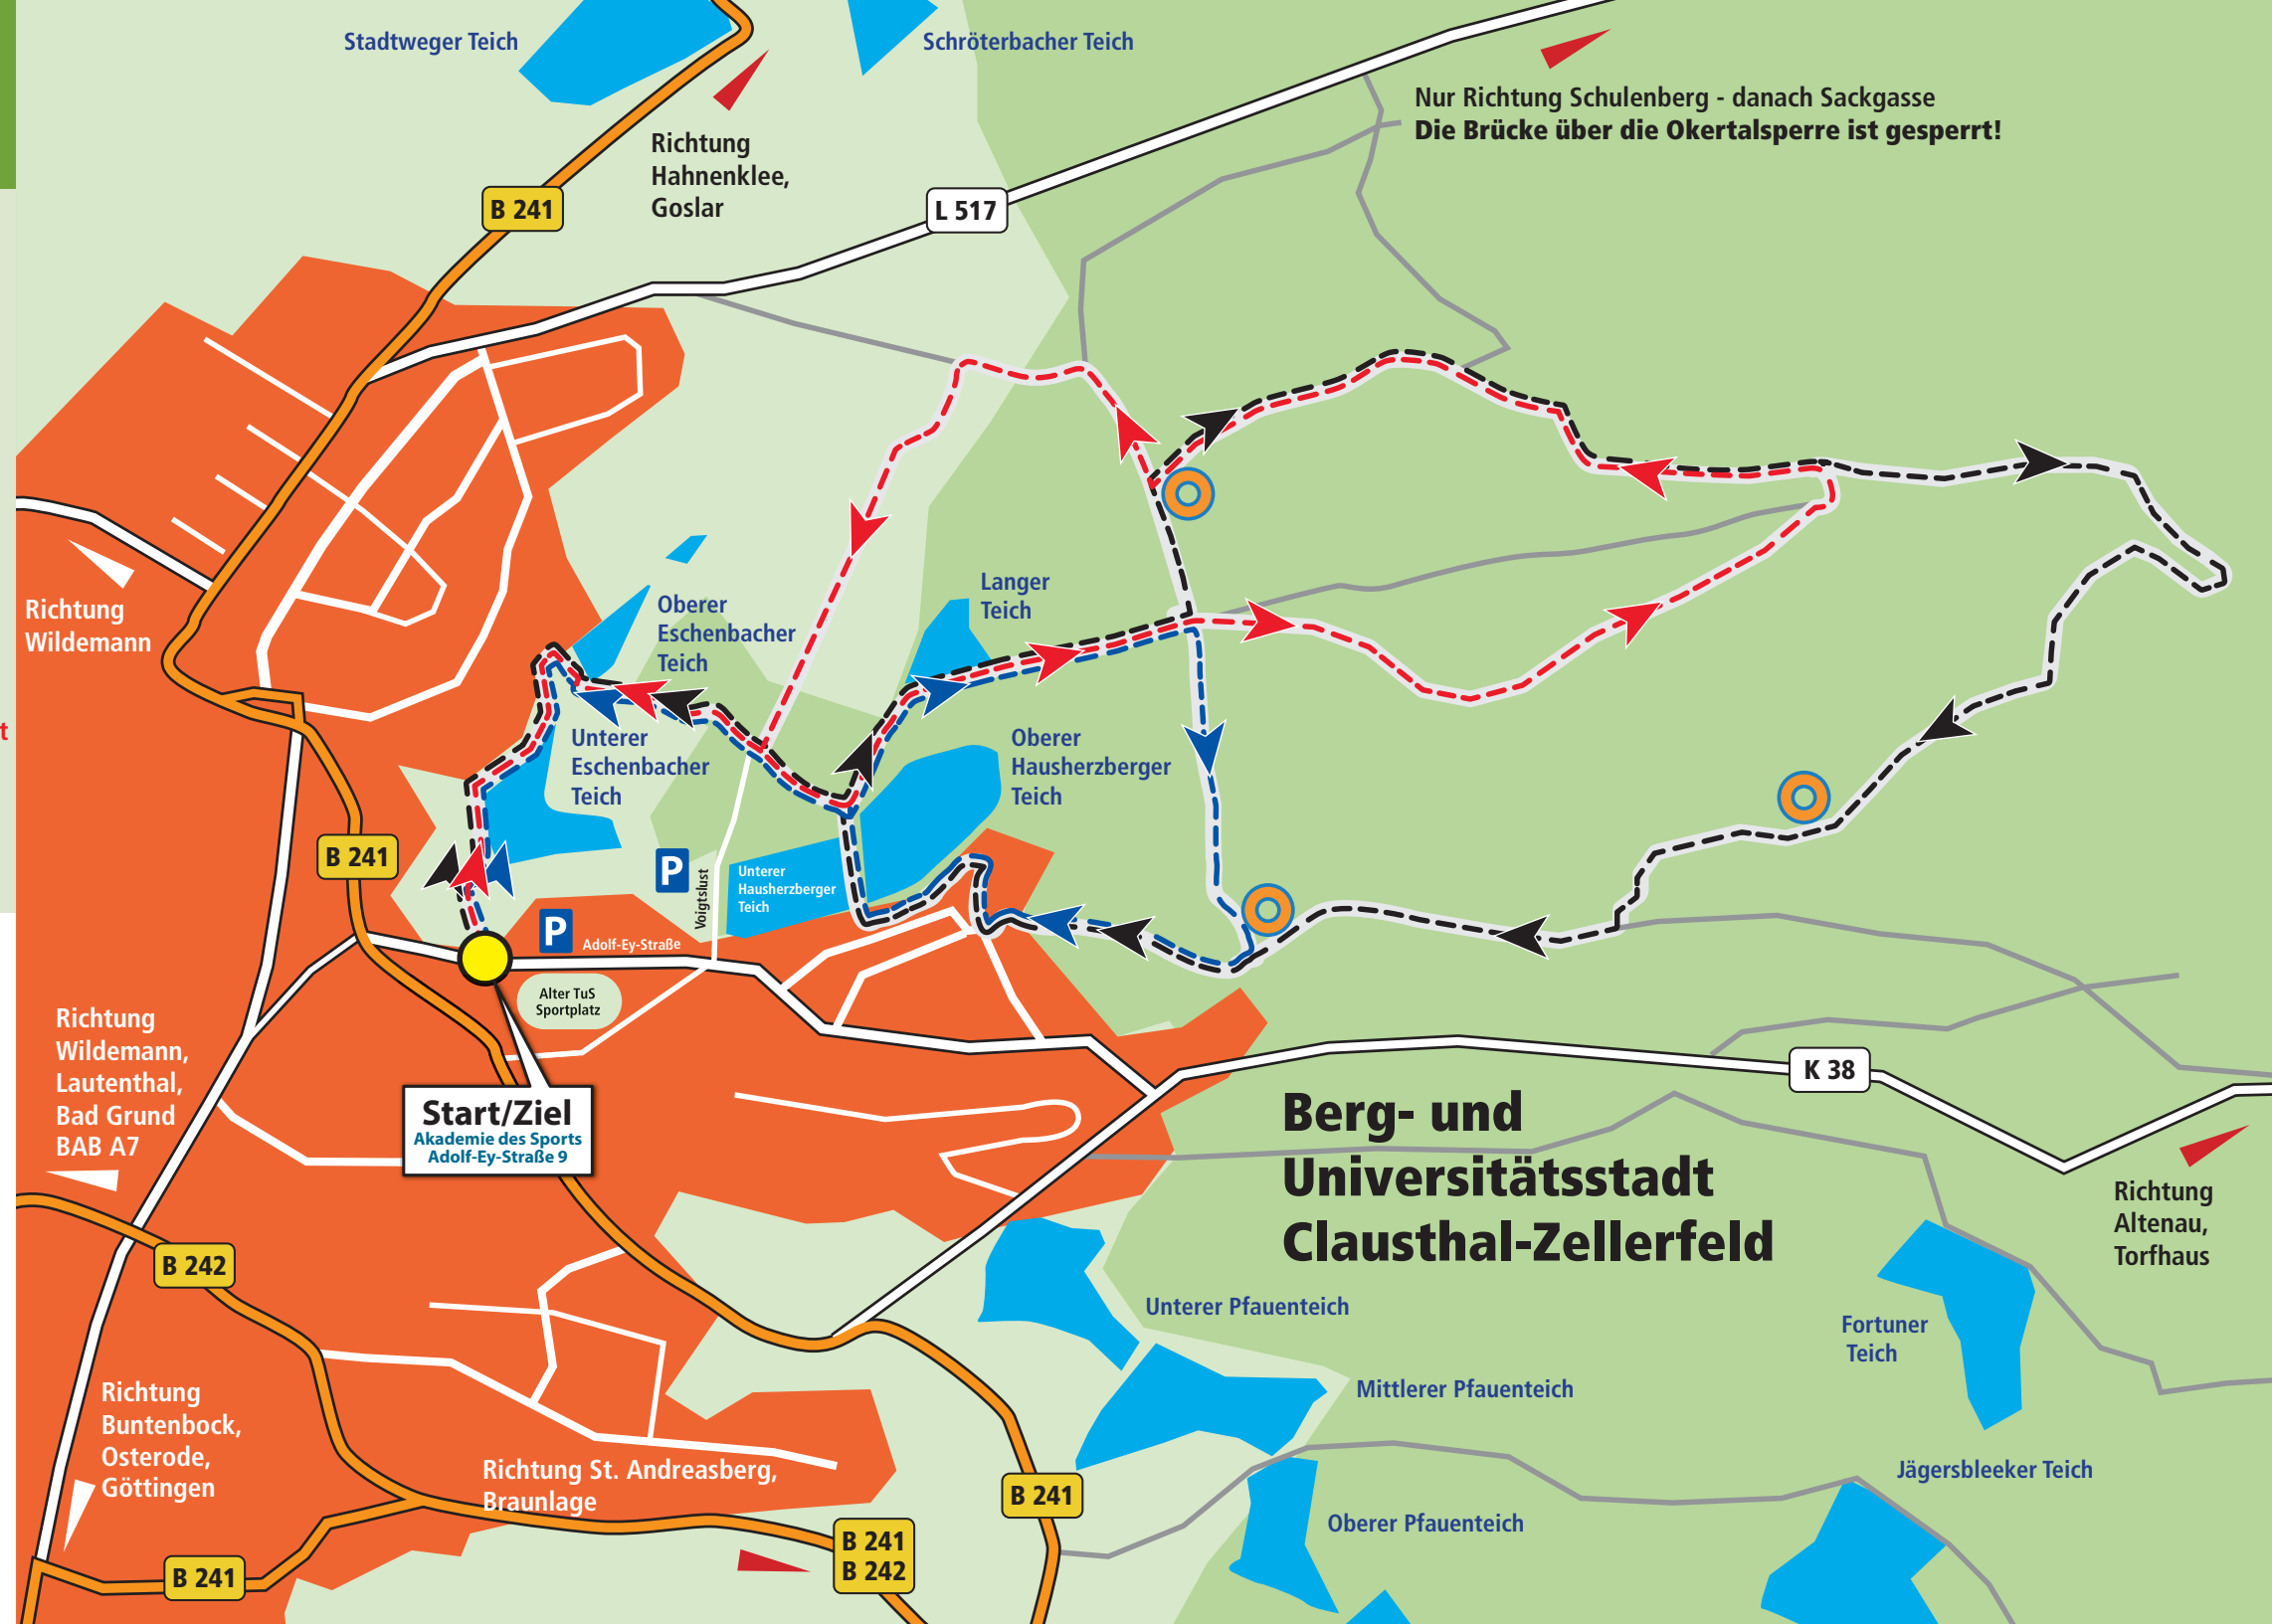 Stadtweger Teich
Schröterbacher Teich
Nur Richtung Schulenberg - danach Sackgasse
Die Brücke über die Okertalsperre ist gesperrt!
Richtung
Hahnenklee,
Goslar
B 241
L 517
Richtung
Wildemann
Oberer
Eschenbacher
Teich
Langer
Teich
t
Unterer
Eschenbacher
Teich
Oberer
Hausherzberger
Teich
B 241
P
Voigtslust
Unterer
Hausherzberger
Teich
P
Adolf-Ey-Straße
Alter TuS
Sportplatz
Richtung
Wildemann,
Lautenthal,
Bad Grund
BAB A7
Start/Ziel
Akademie des Sports
Adolf-Ey-Straße 9
K 38
Berg- und
Universitätsstadt
Clausthal-Zellerfeld
Richtung
Altenau,
Torfhaus
B 242
Unterer Pfauenteich
Fortuner
Teich
Mittlerer Pfauenteich
Richtung
Buntenbock,
Osterode,
Göttingen
Richtung St. Andreasberg,
Braunlage
Jägersbleeker Teich
B 241
Oberer Pfauenteich
B 241
B 242
B 241